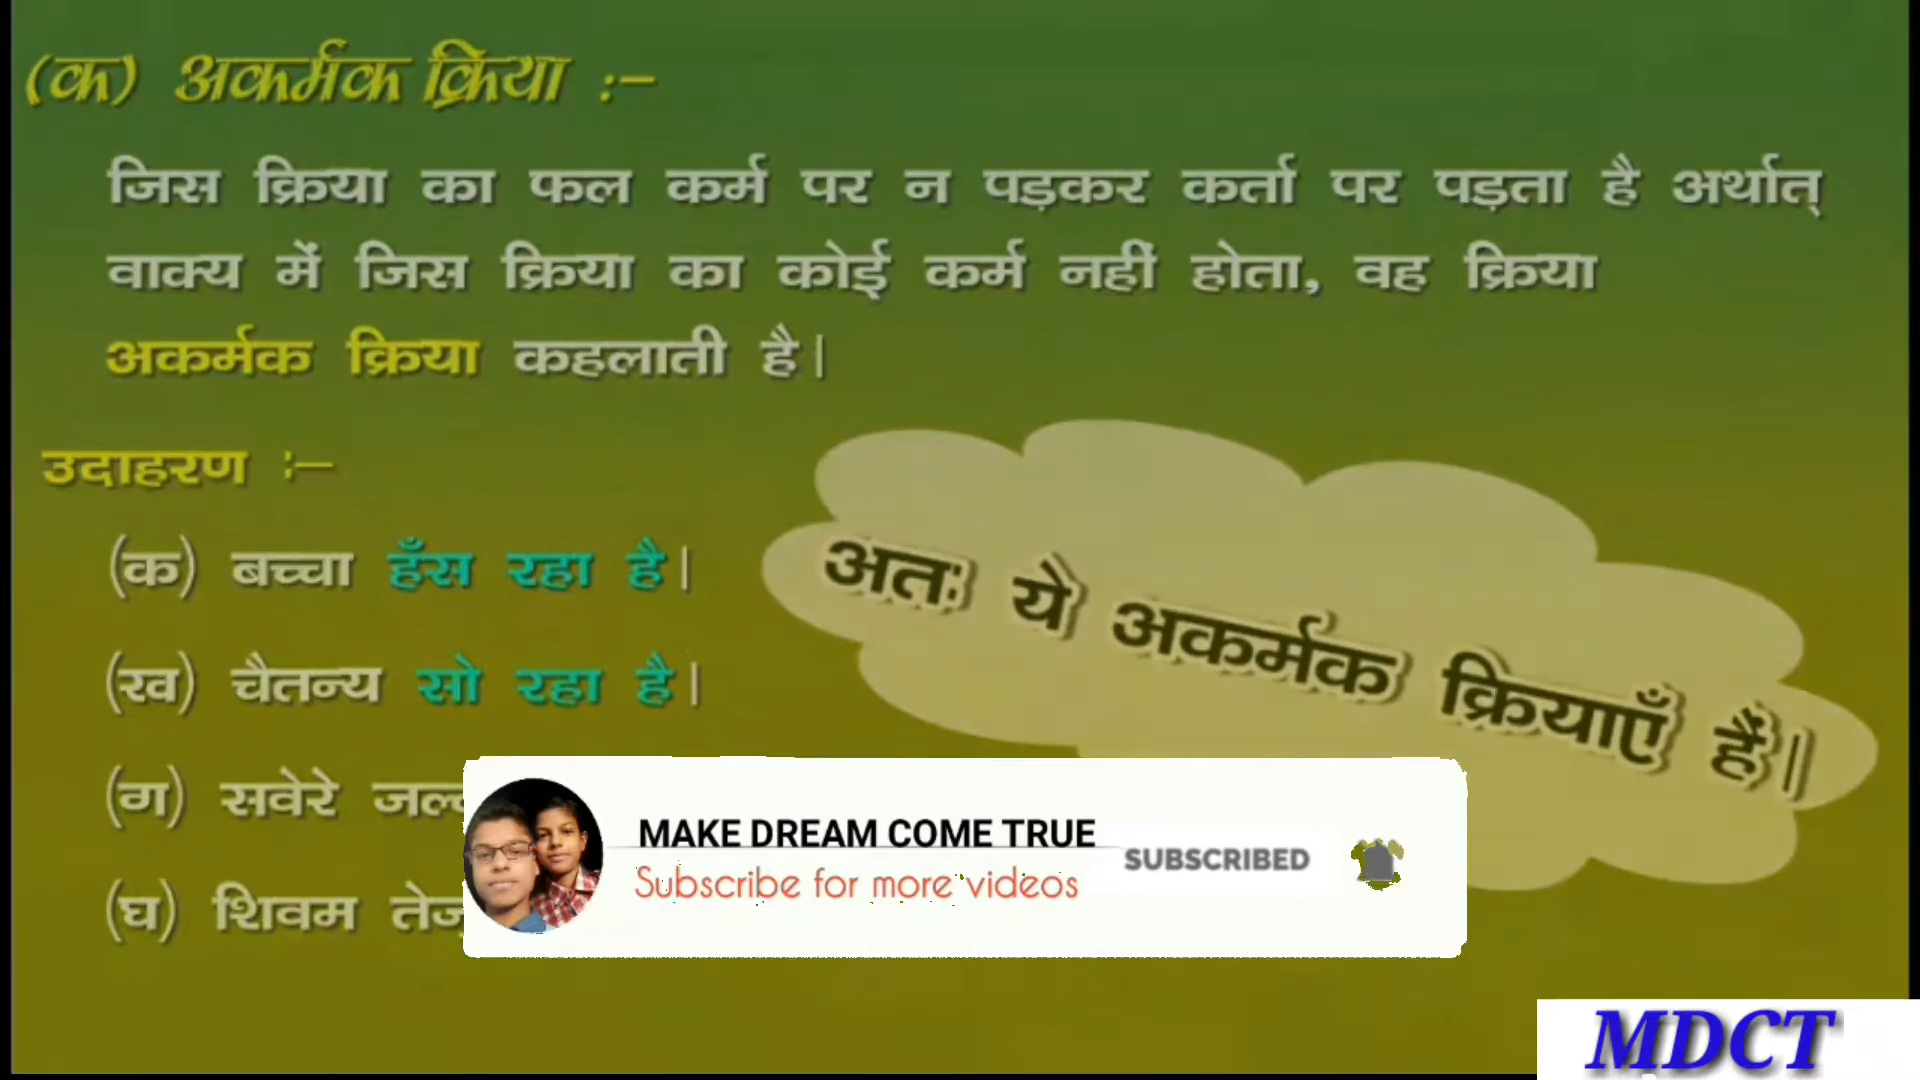 (क) अकर्मक क्रिया :–
जिस क्रिया का फल कर्म पर न पड़कर कर्ता पर पड़ता है अर्थात्
वाक्य में जिस क्रिया का कोई कर्म नहीं होता, वह क्रिया
अकर्मक क्रिया कहलाती है|
उदाहरण :–
(क) बच्चा हँस रहा है|
(ख) चैतन्य सो रहा है|
(ग) सवेरे
(घ) शिवम
अतः ये अकर्मक क्रियाएँ हैं|
MAKE DREAM COME TRUE
Subscribe for more videos
SUBSCRIBED
MDCT